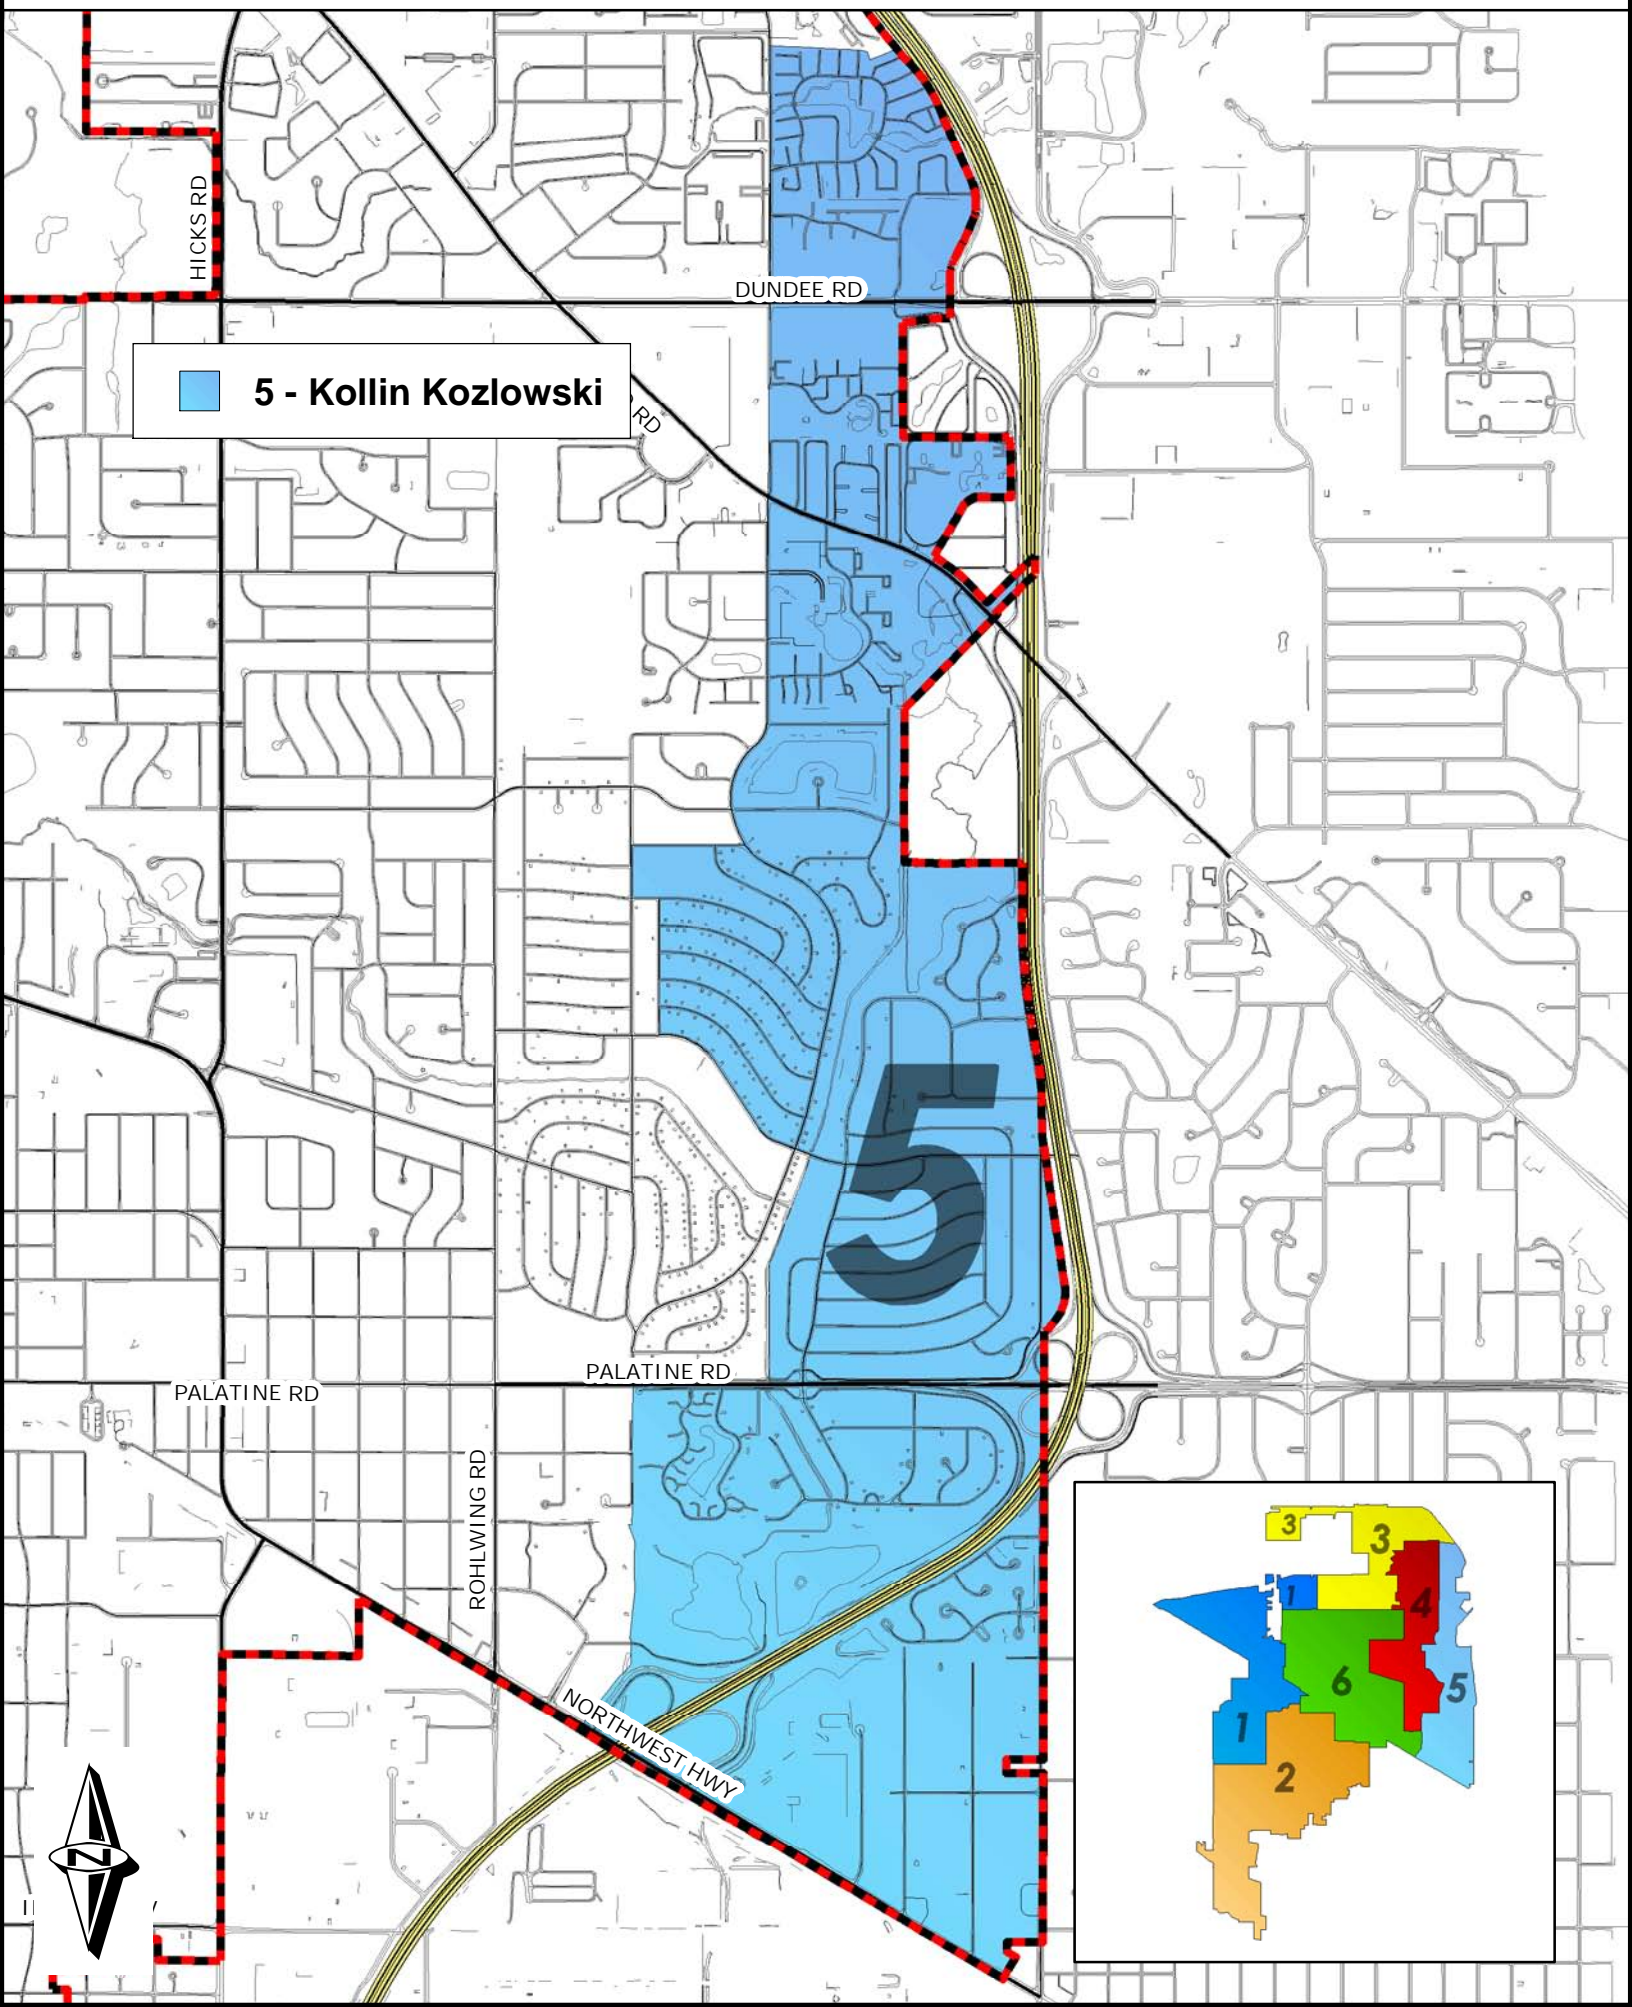 HICKS RD
DUNDEE RD
5 - Kollin Kozlowski
RD
5
PALATINE RD
PALATINE RD
ROHLWING RD
NORTHWEST HWY
N
3
3
1
4
6
5
1
2